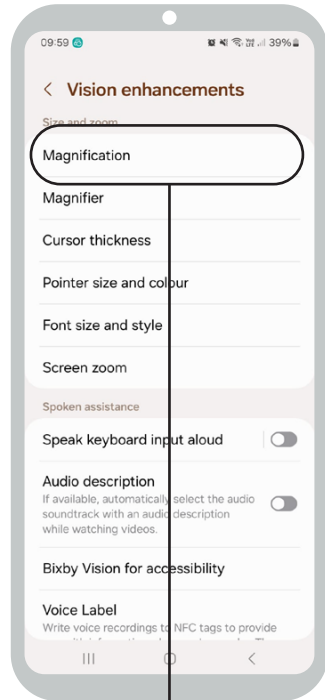 09:59 39%
Vision enhancements
Size and zoom
Magnification
Magnifier
Cursor thickness
Pointer size and colour
Font size and style
Screen zoom
Spoken assistance
Speak keyboard input aloud
Audio description
If available, automatically select the audio
soundtrack with an audio description
while watching videos.
Bixby Vision for accessibility
Voice Label
Write voice recordings to NFC tags to provide